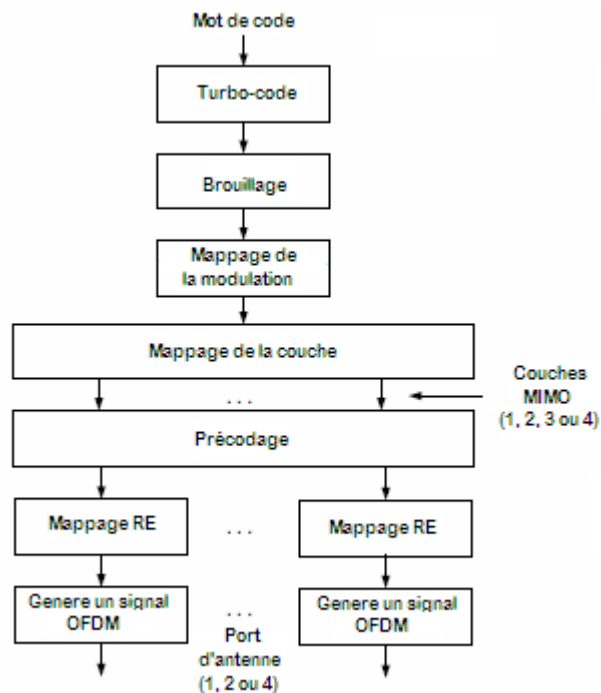 Mot de code
Turbo-code
Brouillage
Mappage de
la modulation
Mappage de la couche
. . .
Couches
MIMO
(1, 2, 3 ou 4)
Précodage
Mappage RE
. . .
Mappage RE
Genere un signal
OFDM
. . .
Genere un signal
OFDM
Port
d'antenne
(1, 2 ou 4)